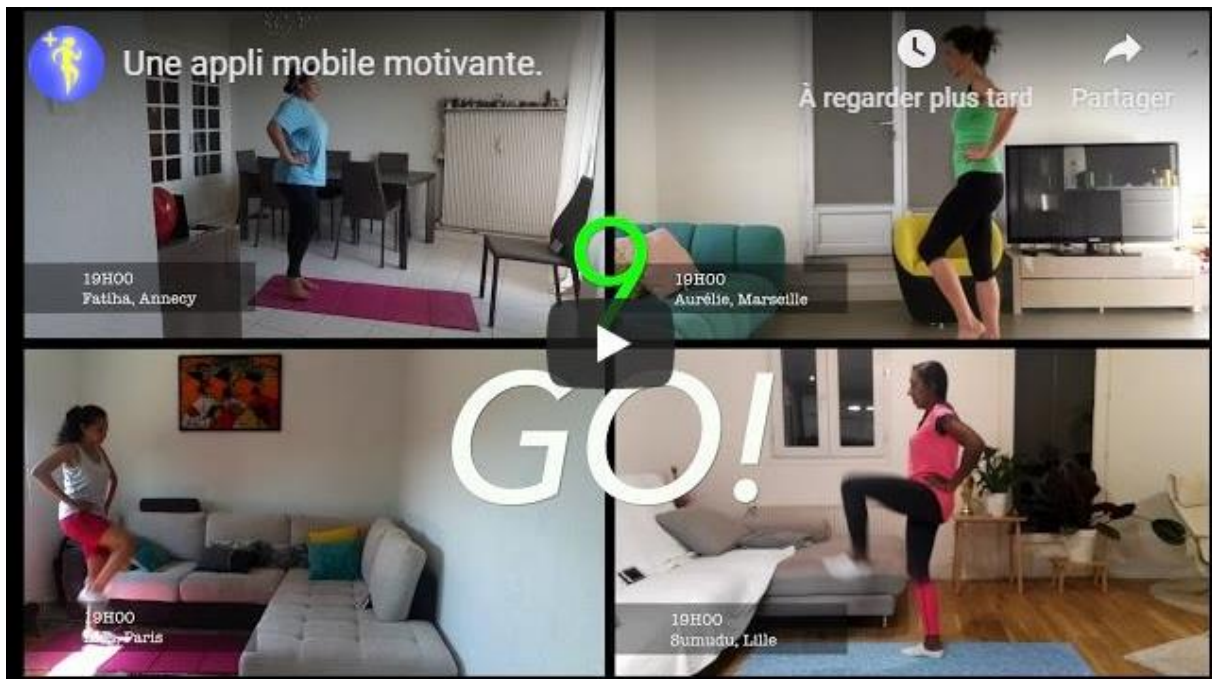 Une appli mobile motivante.
À regarder plus tard
Partager
19H00
Fatiha, Annecy
19H00
Aurélie, Marseille
9
GO!
19H00
Paris
19H00
Sumudu, Lille